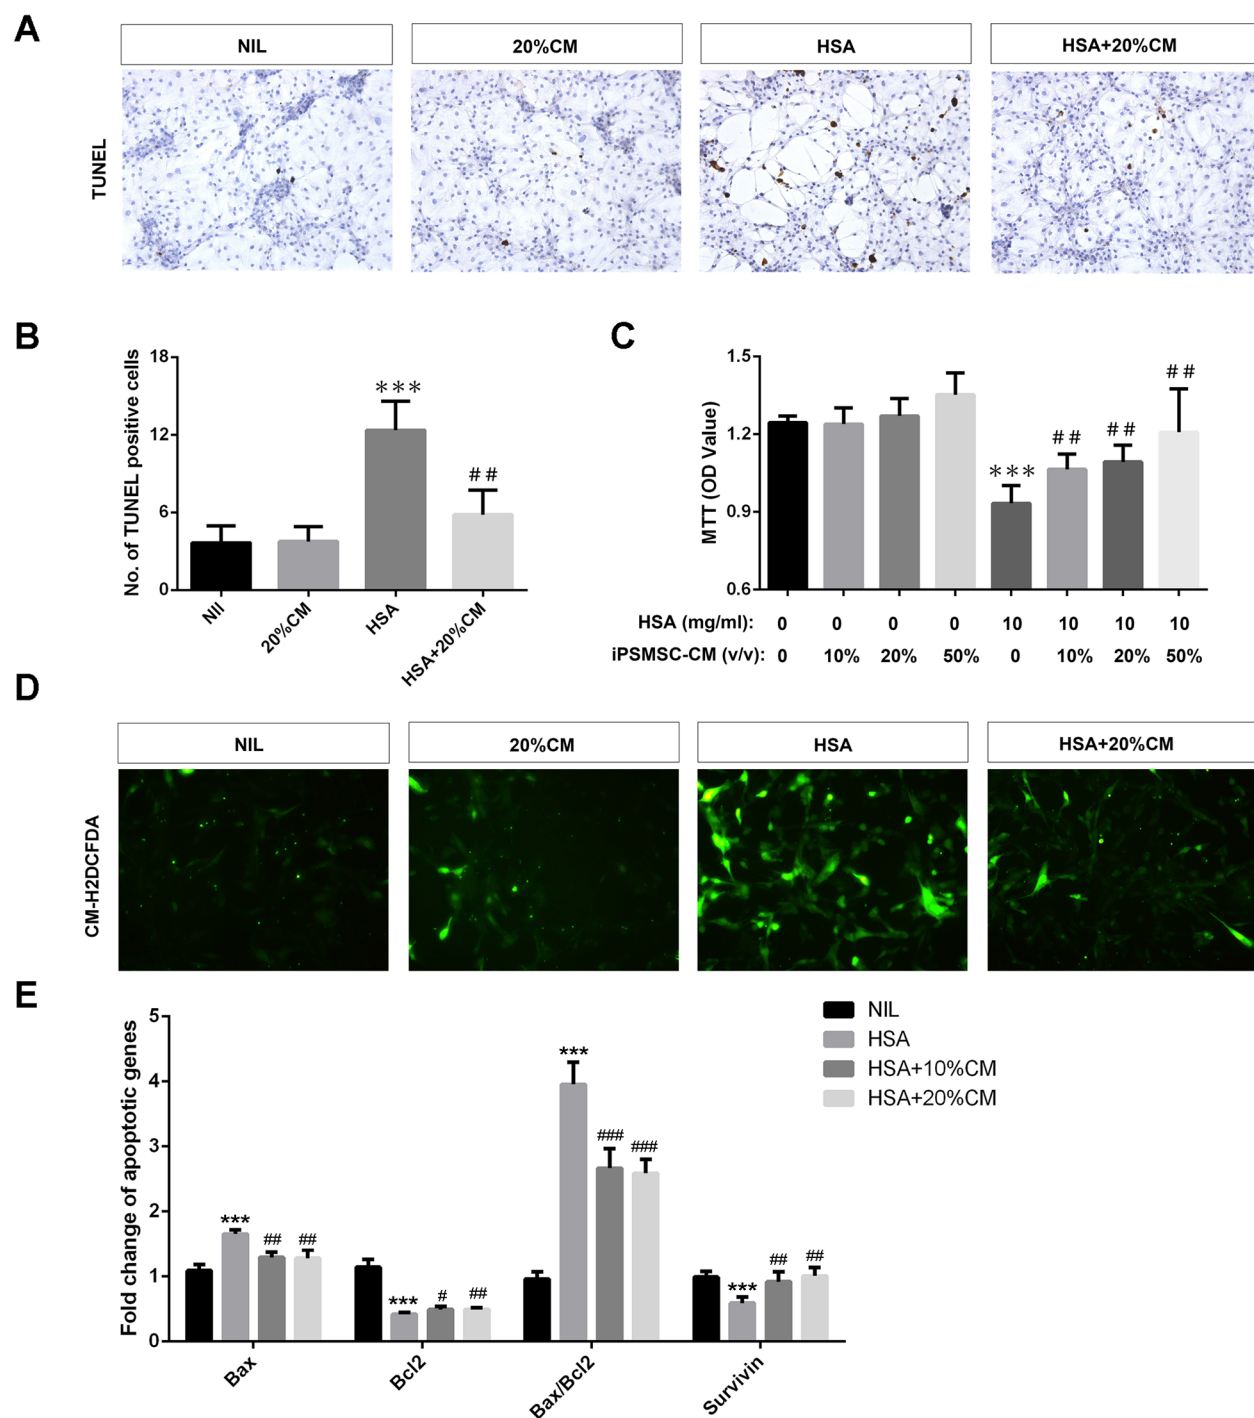 A
NIL
20%CM
HSA
HSA+20%CM
TUNEL
B
No. of TUNEL positive cells
18
12
6
0
***
##
NIl
20%CM
HSA
HSA+20%CM
C
MTT (OD Value)
1.5
1.2
0.9
0.6
***
##
##
##
HSA (mg/ml): 0 0 0 0 10 10 10 10
iPSMSC-CM (v/v): 0 10% 20% 50% 0 10% 20% 50%
D
NIL
20%CM
HSA
HSA+20%CM
CM-H2DCFDA
E
Fold change of apoptotic genes
5
4
3
2
1
0
***
##
##
***
#
##
***
###
###
***
##
##
Bax
Bcl2
Bax/Bcl2
Survivin
NIL
HSA
HSA+10%CM
HSA+20%CM